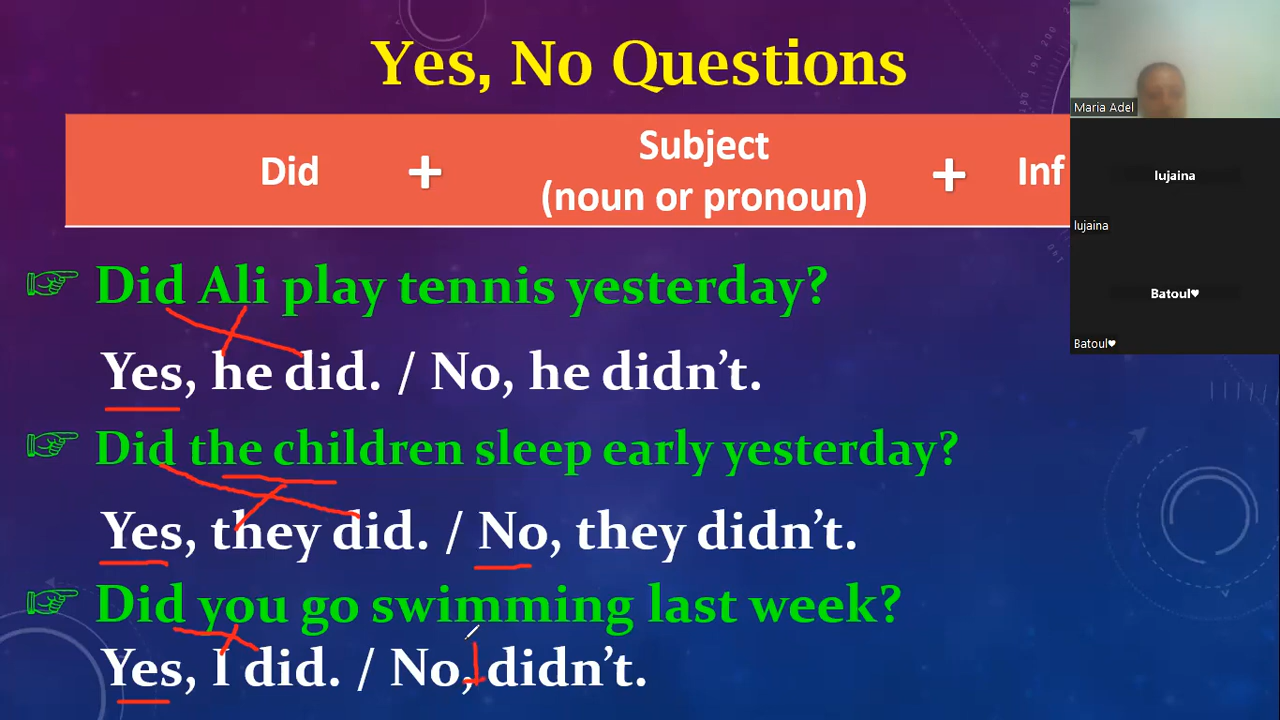 Yes, No Questions
Did + Subject (noun or pronoun) + Inf
Did Ali play tennis yesterday?
Yes, he did. / No, he didn't.
Did the children sleep early yesterday?
Yes, they did. / No, they didn't.
Did you go swimming last week?
Yes, I did. / No, I didn't.
Maria Adel
lujaina
lujaina
Batoul♥
Batoul♥
190 200